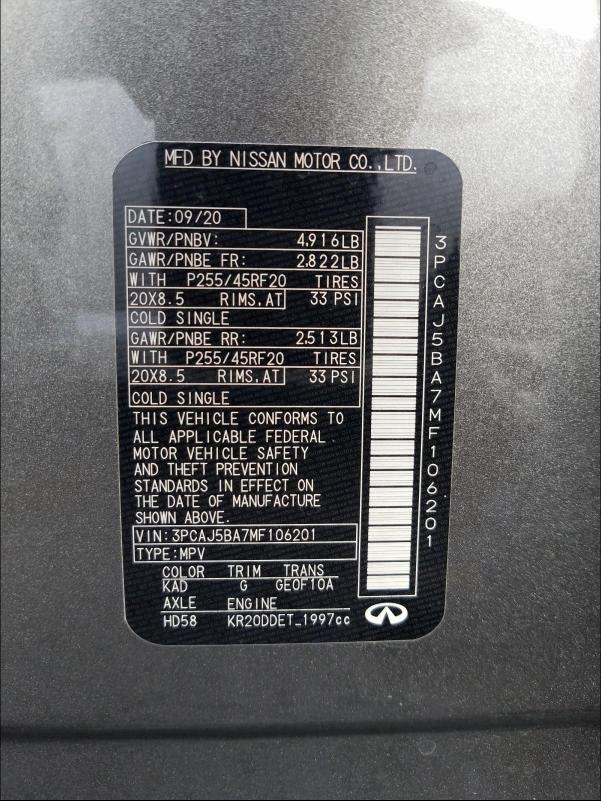 MFD BY NISSAN MOTOR CO.,LTD.
DATE:09/20
GVWR/PNBV: 4.916LB
GAWR/PNBE FR: 2.822LB
WITH P255/45RF20 TIRES
20X8.5 RIMS.AT 33 PSI
COLD SINGLE
GAWR/PNBE RR: 2.513LB
WITH P255/45RF20 TIRES
20X8.5 RIMS.AT 33 PSI
COLD SINGLE
THIS VEHICLE CONFORMS TO
ALL APPLICABLE FEDERAL
MOTOR VEHICLE SAFETY
AND THEFT PREVENTION
STANDARDS IN EFFECT ON
THE DATE OF MANUFACTURE
SHOWN ABOVE.
VIN:3PCAJ5BA7MF106201
TYPE:MPV
COLOR TRIM TRANS
KAD G GE0F10A
AXLE ENGINE
HD58 KR20DDET_1997cc
3PCAJ5BA7MF106201